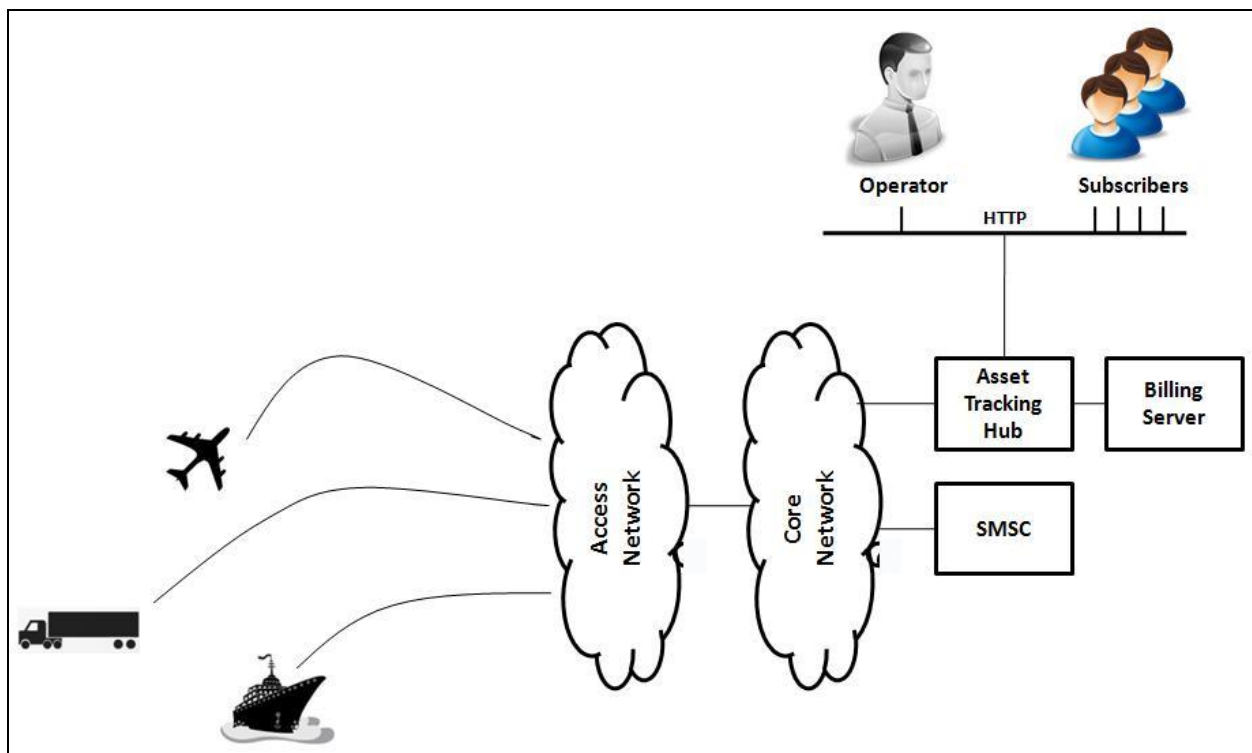 Operator
Subscribers
HTTP
Asset
Tracking
Hub
Billing
Server
Access
Network
Core
Network
SMSC